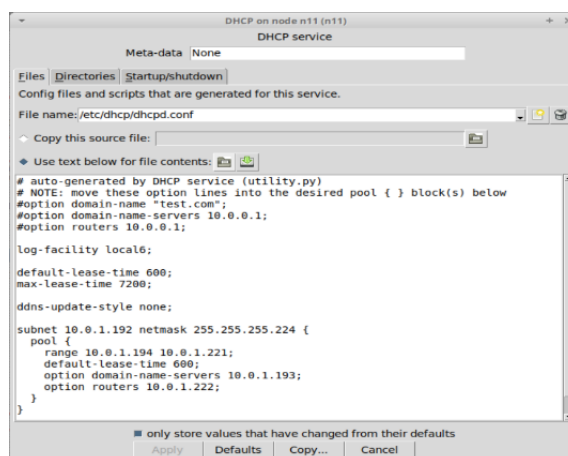 DHCP on node n11 (n11)
DHCP service
Meta-data None
Files Directories Startup/shutdown
Config files and scripts that are generated for this service.
File name: /etc/dhcp/dhcpd.conf
Copy this source file:
Use text below for file contents:
# auto-generated by DHCP service (utility.py)
# NOTE: move these option lines into the desired pool { } block(s) below
#option domain-name "test.com";
#option domain-name-servers 10.0.0.1;
#option routers 10.0.0.1;
log-facility local6;
default-lease-time 600;
max-lease-time 7200;
ddns-update-style none;
subnet 10.0.1.192 netmask 255.255.255.224 {
pool {
range 10.0.1.194 10.0.1.221;
default-lease-time 600;
option domain-name-servers 10.0.1.193;
option routers 10.0.1.222;
}
}
only store values that have changed from their defaults
Apply Defaults Copy... Cancel